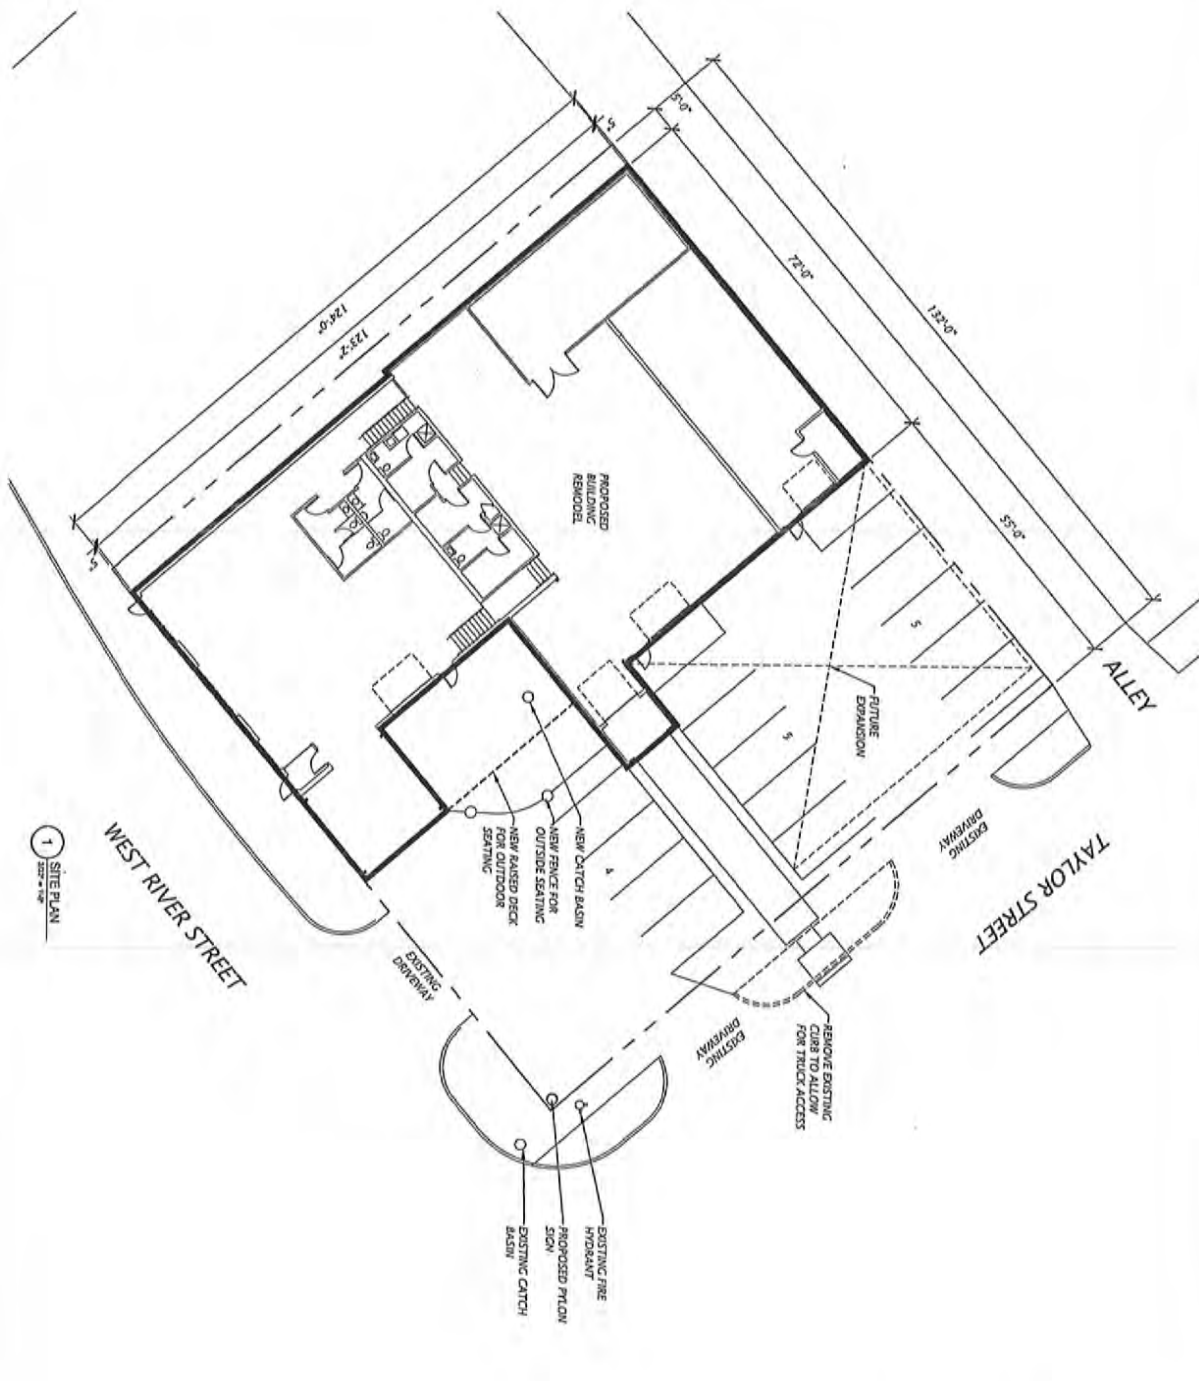 5'-0"
72'-0"
132'-0"
55'-0"
124'-0"
123'-2"
5'
5'
ALLEY
TAYLOR STREET
WEST RIVER STREET
PROPOSED
BUILDING
REMODEL
FUTURE
EXPANSION
5
5
4
EXISTING
DRIVEWAY
EXISTING
DRIVEWAY
EXISTING
DRIVEWAY
NEW CATCH BASIN
NEW FENCE FOR
OUTSIDE SEATING
NEW RAISED DECK
FOR OUTDOOR
SEATING
REMOVE EXISTING
CURB TO ALLOW
FOR TRUCK ACCESS
EXISTING FIRE
HYDRANT
PROPOSED PYLON
SIGN
EXISTING CATCH
BASIN
1
SITE PLAN